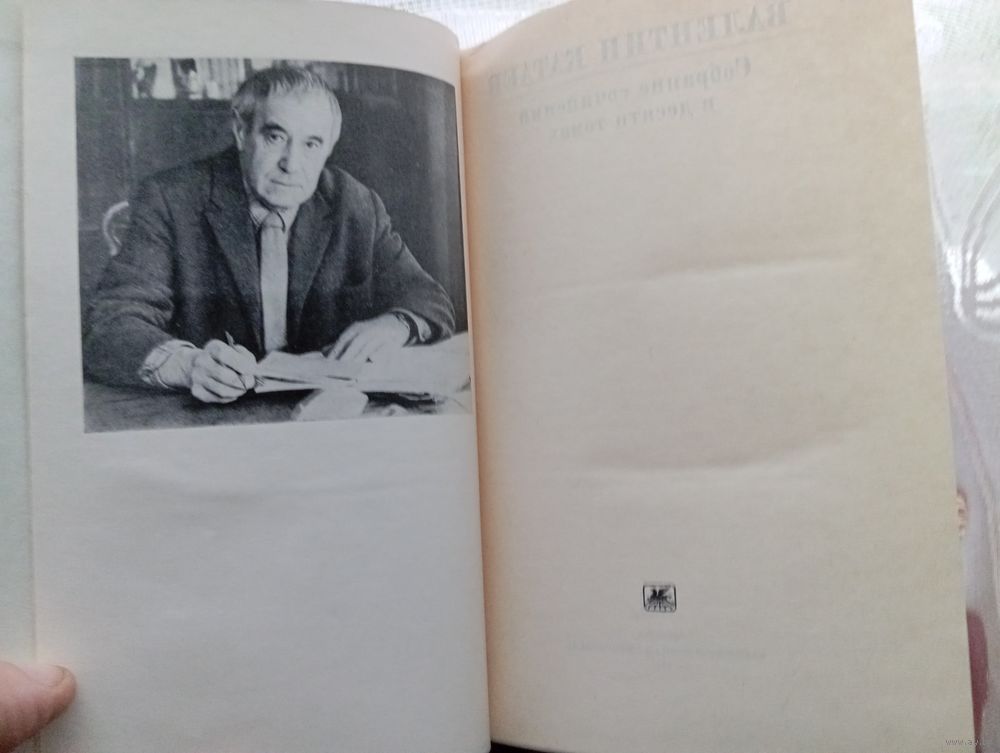 ВАЛЕНТИН КАТАЕВ
Собрание сочинений
в десяти томах